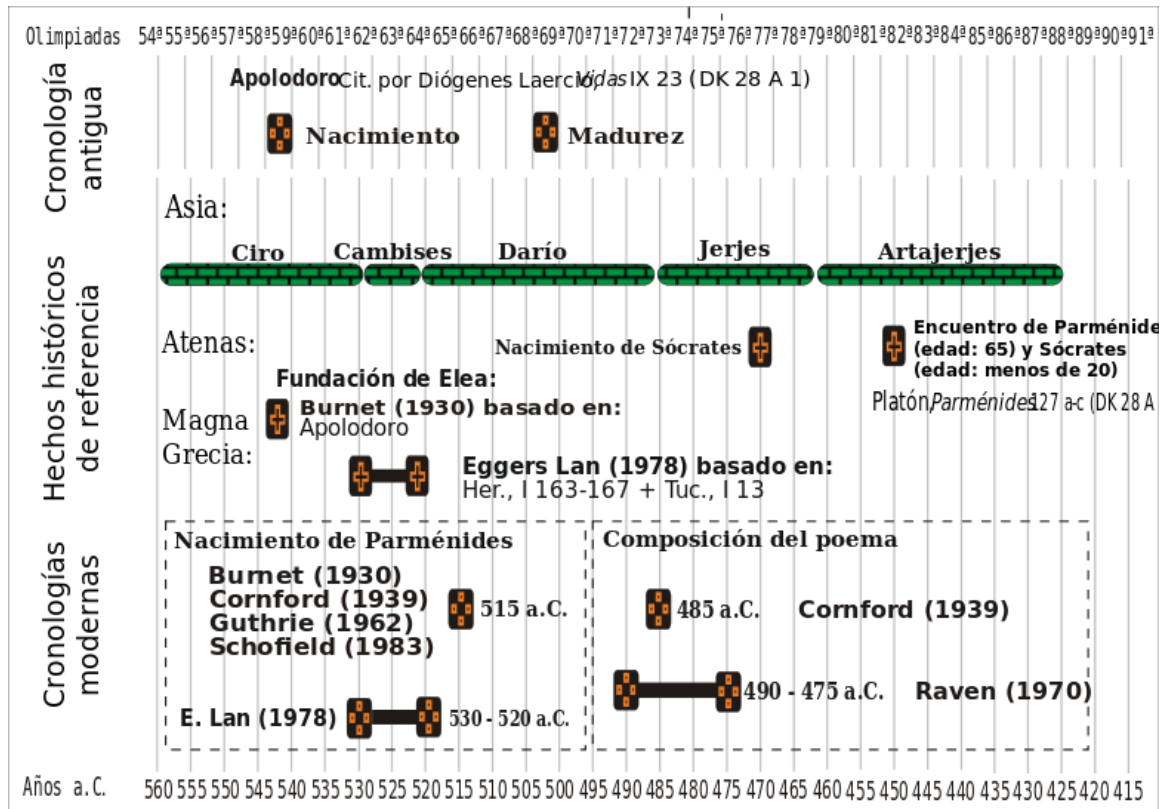 Olimpiadas 54ª 55ª 56ª 57ª 58ª 59ª 60ª 61ª 62ª 63ª 64ª 65ª 66ª 67ª 68ª 69ª 70ª 71ª 72ª 73ª 74ª 75ª 76ª 77ª 78ª 79ª 80ª 81ª 82ª 83ª 84ª 85ª 86ª 87ª 88ª 89ª 90ª 91ª
Cronología
antigua
Apolodoro Cit. por Diógenes Laercio, Vidas IX 23 (DK 28 A 1)
Nacimiento
Madurez
Hechos históricos
de referencia
Asia:
Ciro Cambises Darío Jerjes Artajerjes
Atenas:
Nacimiento de Sócrates
Encuentro de Parménide
(edad: 65) y Sócrates
(edad: menos de 20)
Platón, Parménides 127 a-c (DK 28 A
Magna
Grecia:
Fundación de Elea:
Burnet (1930) basado en:
Apolodoro
Eggers Lan (1978) basado en:
Her., I 163-167 + Tuc., I 13
Cronologías
modernas
Nacimiento de Parménides
Burnet (1930)
Cornford (1939)
Guthrie (1962)
Schofield (1983)
515 a.C.
E. Lan (1978)
530 - 520 a.C.
Composición del poema
485 a.C. Cornford (1939)
490 - 475 a.C. Raven (1970)
Años a.C. 560 555 550 545 540 535 530 525 520 515 510 505 500 495 490 485 480 475 470 465 460 455 450 445 440 435 430 425 420 415